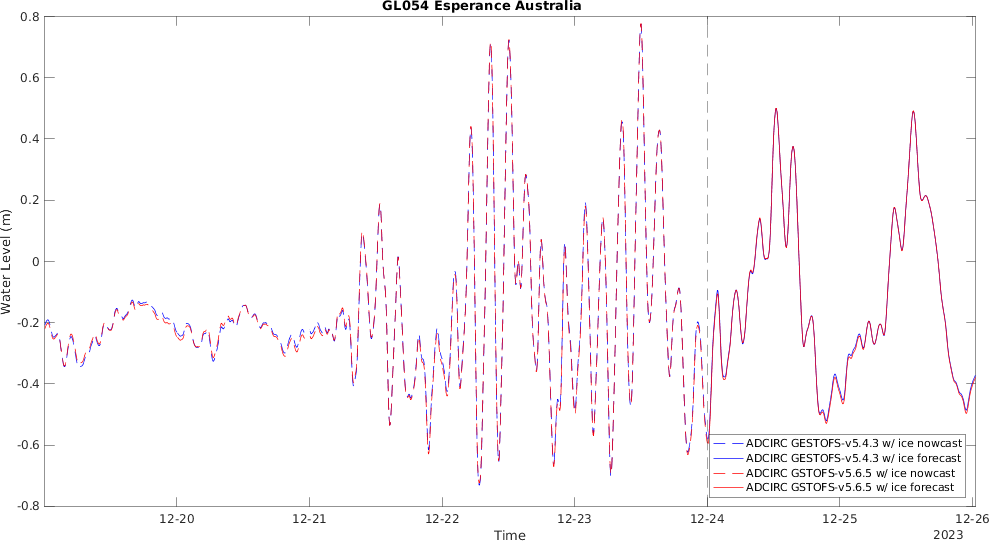 GL054 Esperance Australia
0.8
0.6
0.4
0.2
0
-0.2
-0.4
-0.6
-0.8
Water Level (m)
12-20
12-21
12-22
12-23
12-24
12-25
12-26
Time
2023
ADCIRC GESTOFS-v5.4.3 w/ ice nowcast
ADCIRC GESTOFS-v5.4.3 w/ ice forecast
ADCIRC GSTOFS-v5.6.5 w/ ice nowcast
ADCIRC GSTOFS-v5.6.5 w/ ice forecast